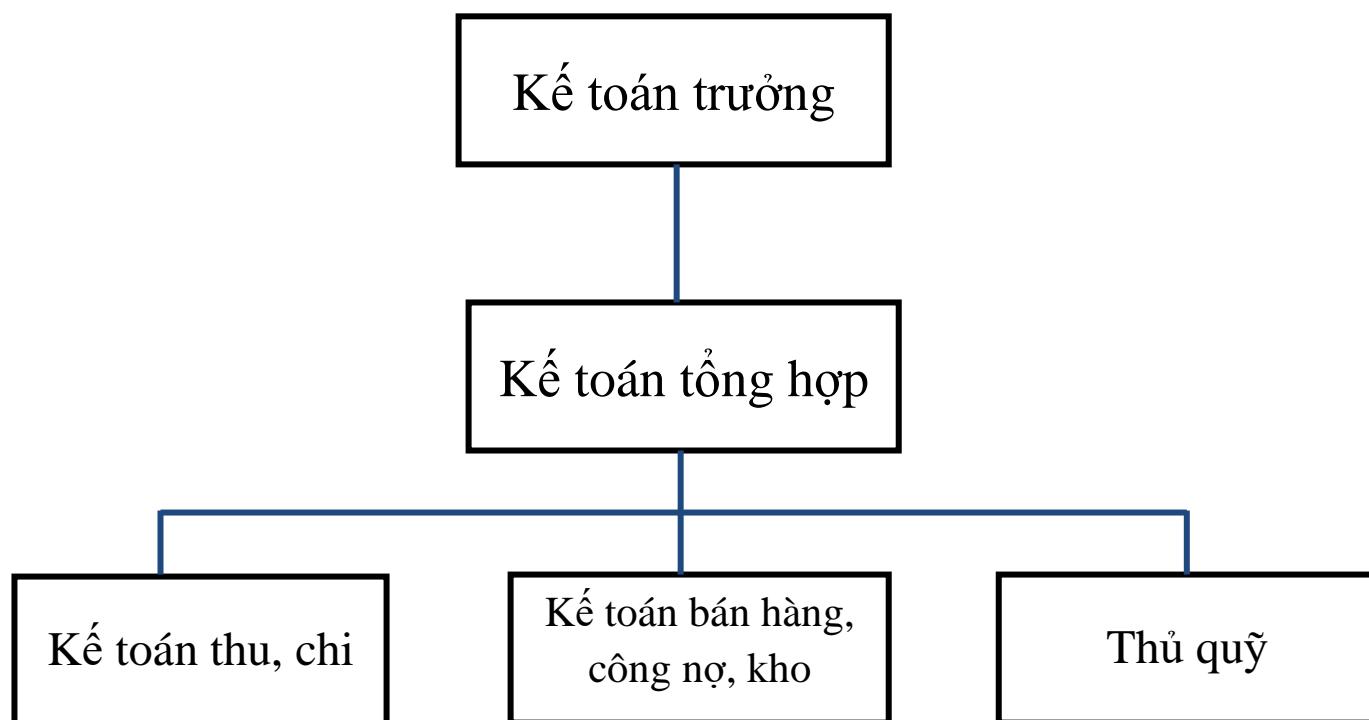 Kế toán trưởng
Kế toán tổng hợp
Kế toán thu, chi
Kế toán bán hàng,
công nợ, kho
Thủ quỹ